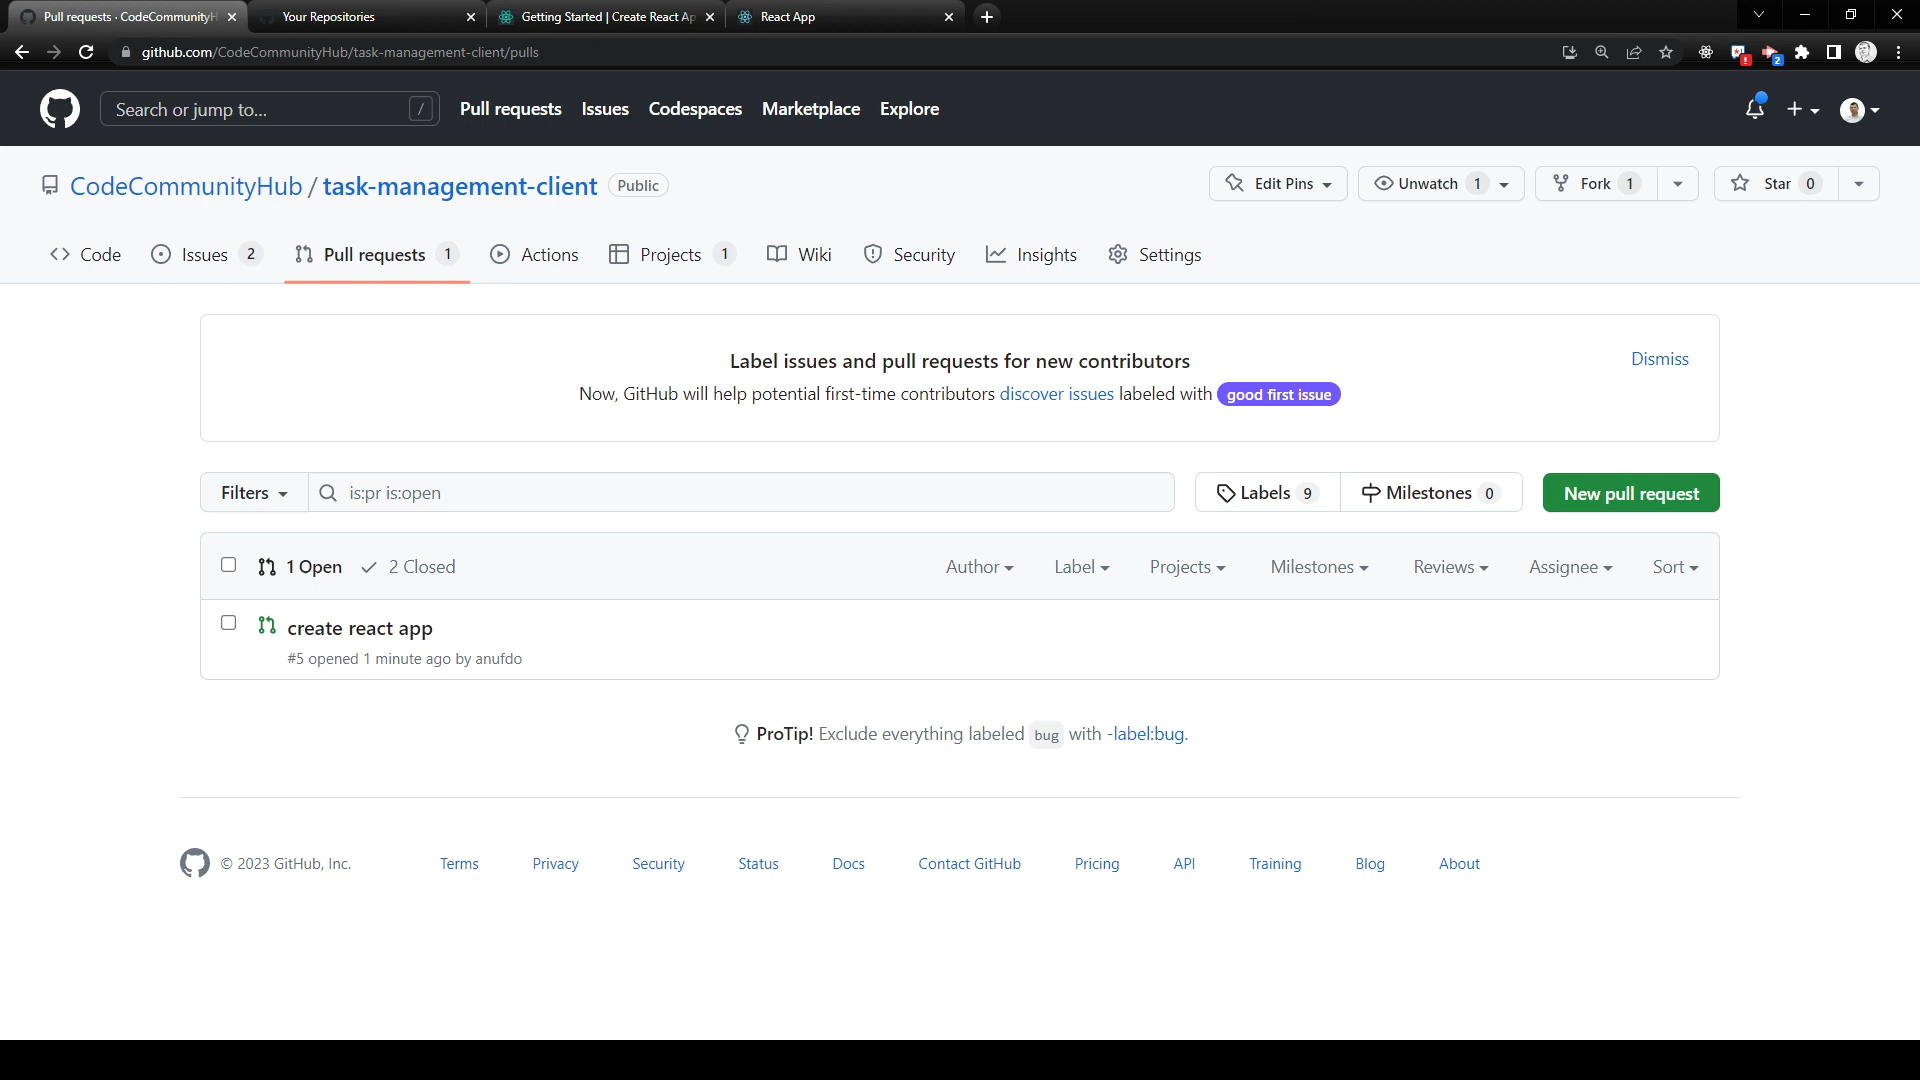 Pull requests · CodeCommunityH
Your Repositories
Getting Started | Create React Ap
React App
github.com/CodeCommunityHub/task-management-client/pulls
! 2
Search or jump to... /
Pull requests Issues Codespaces Marketplace Explore
CodeCommunityHub / task-management-client Public
Edit Pins Unwatch 1 Fork 1 Star 0
Code Issues 2 Pull requests 1 Actions Projects 1 Wiki Security Insights Settings
Label issues and pull requests for new contributors
Dismiss
Now, GitHub will help potential first-time contributors discover issues labeled with good first issue
Filters is:pr is:open Labels 9 Milestones 0 New pull request
1 Open 2 Closed Author Label Projects Milestones Reviews Assignee Sort
create react app
#5 opened 1 minute ago by anufdo
ProTip! Exclude everything labeled bug with -label:bug.
© 2023 GitHub, Inc. Terms Privacy Security Status Docs Contact GitHub Pricing API Training Blog About